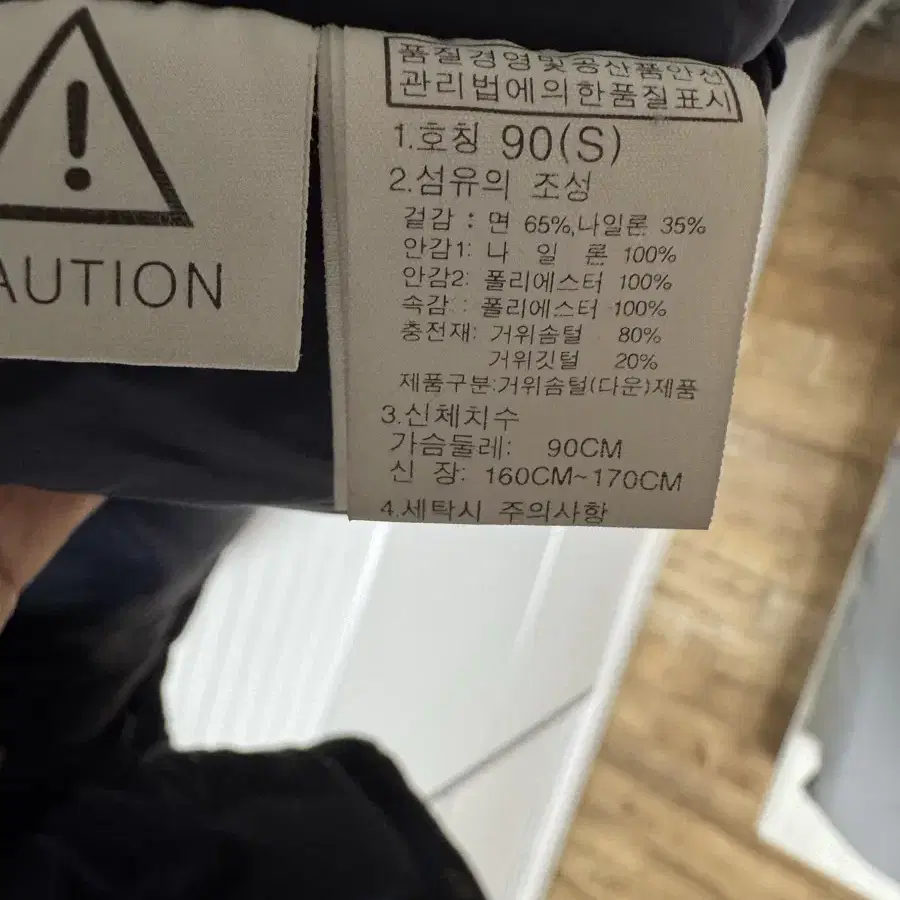 AUTION
품질경영및공산품안전
관리법에의한품질표시
1.호칭 90(S)
2.섬유의 조성
겉감 : 면 65%,나일론 35%
안감1: 나 일 론 100%
안감2: 폴리에스터 100%
속감 : 폴리에스터 100%
충전재: 거위솜털 80%
거위깃털 20%
제품구분:거위솜털(다운)제품
3.신체치수
가슴둘레: 90CM
신 장: 160CM~170CM
4.세탁시 주의사항